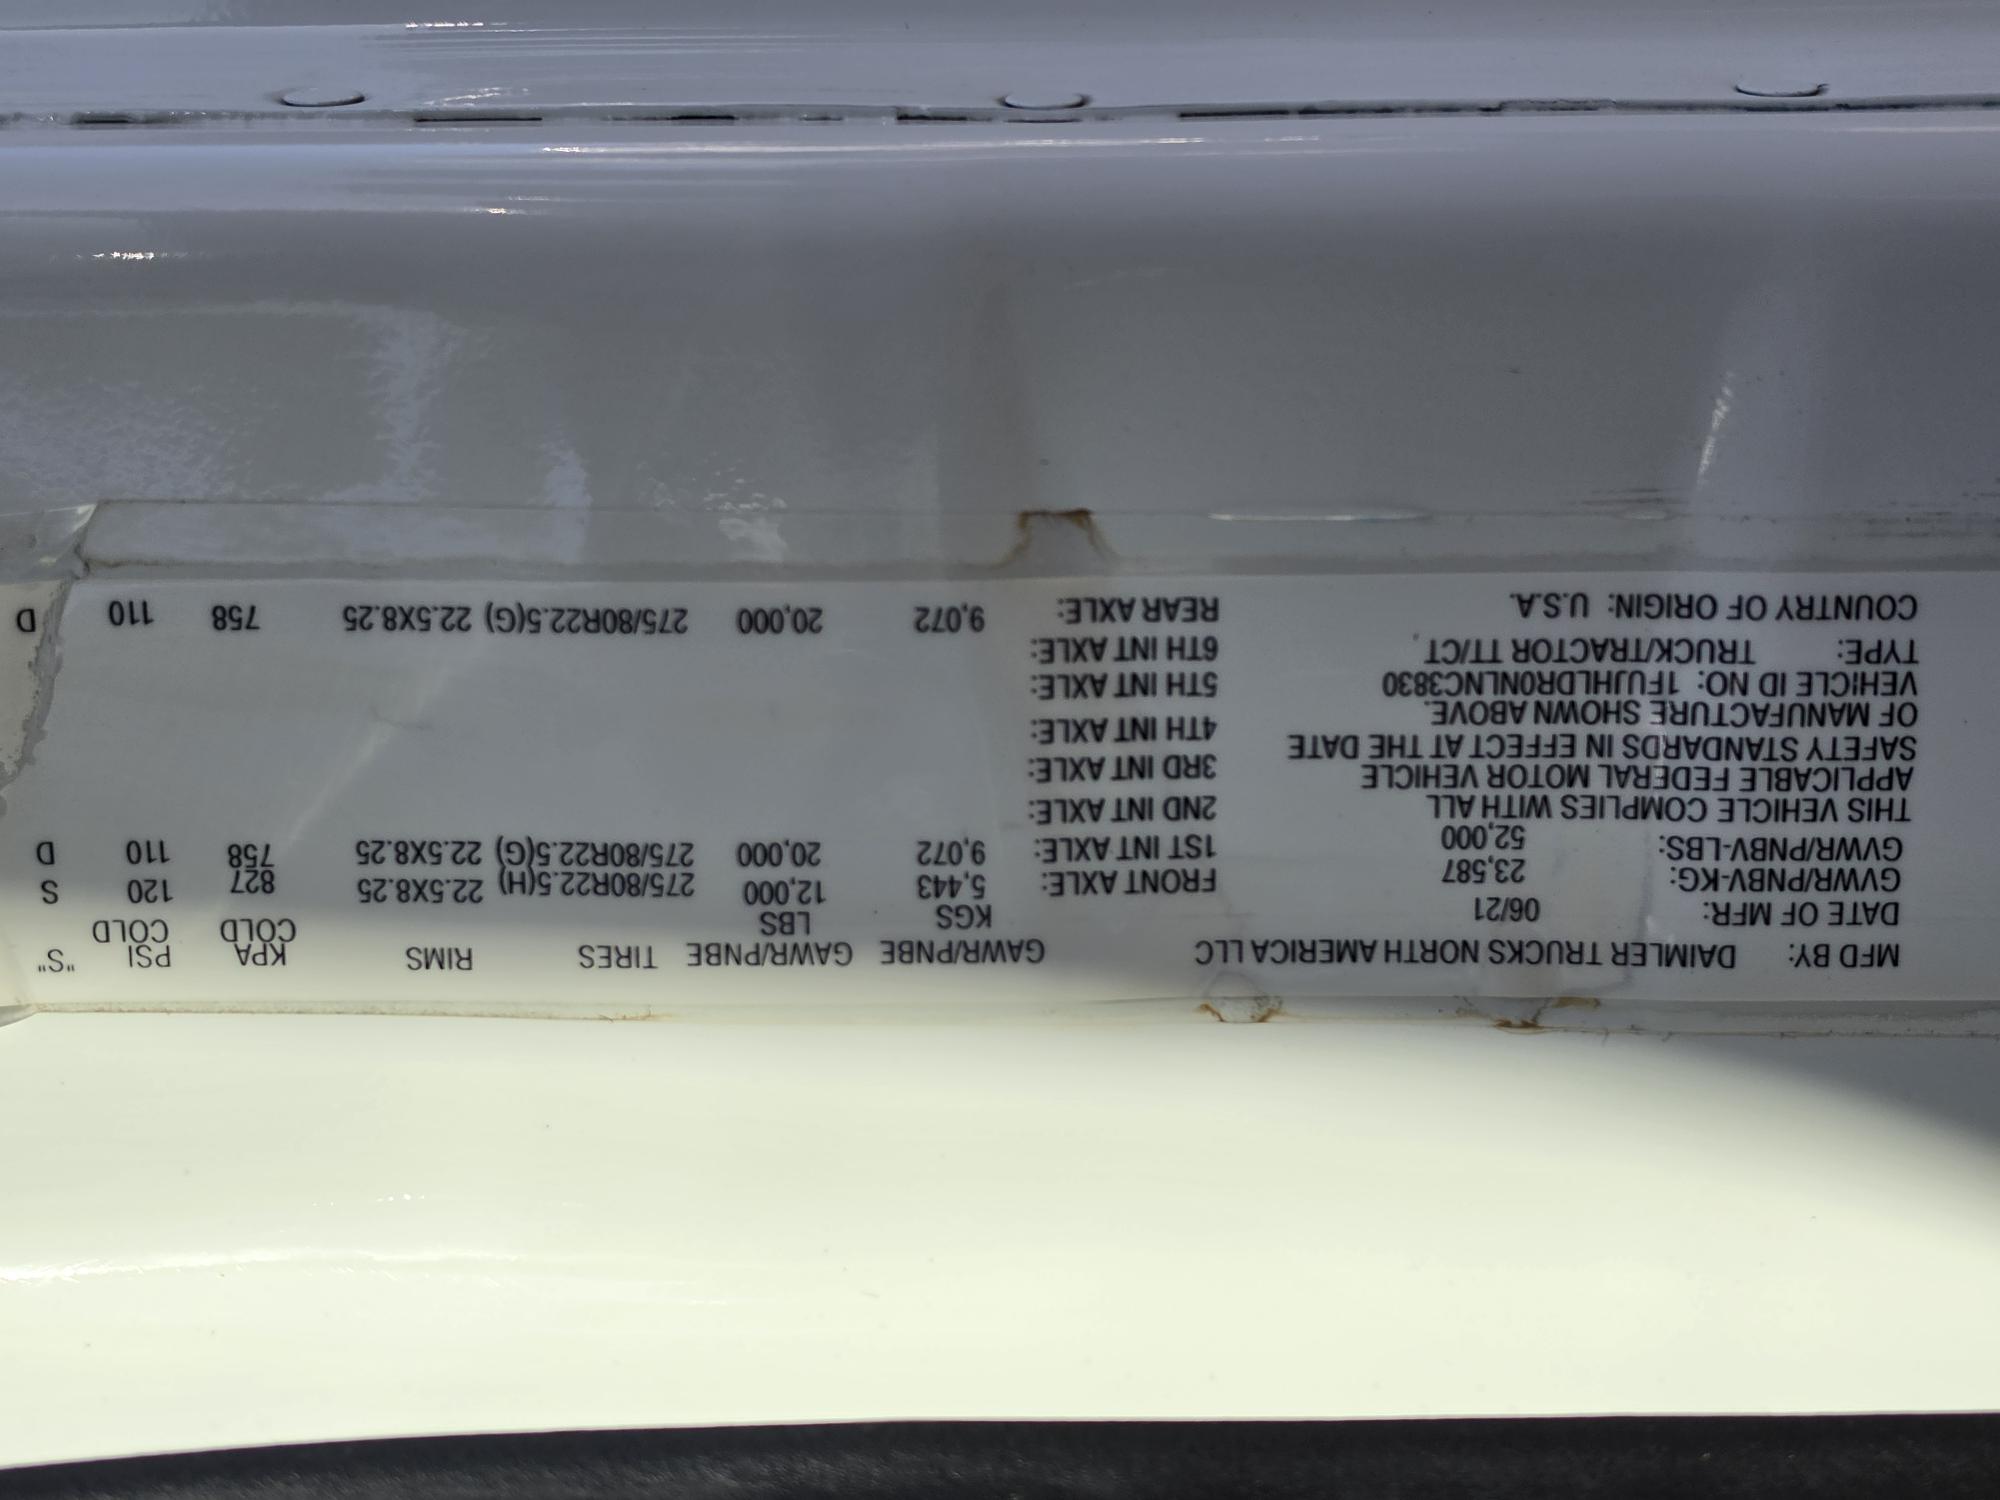 MFD BY: DAIMLER TRUCKS NORTH AMERICA LLC
DATE OF MFR: 06/21
GVWR/PNBV-KG: 23,587
GVWR/PNBV-LBS: 52,000
THIS VEHICLE COMPLIES WITH ALL
APPLICABLE FEDERAL MOTOR VEHICLE
SAFETY STANDARDS IN EFFECT AT THE DATE
OF MANUFACTURE SHOWN ABOVE.
VEHICLE ID NO: 1FUJHLDR0NLNC3830
TYPE: TRUCK/TRACTOR TT/CT
COUNTRY OF ORIGIN: U.S.A.
GAWR/PNBE GAWR/PNBE TIRES RIMS KPA PSI "S"
KGS LBS COLD COLD
FRONT AXLE: 5,443 12,000 275/80R22.5(H) 22.5X8.25 827 120 S
1ST INT AXLE: 9,072 20,000 275/80R22.5(G) 22.5X8.25 758 110 D
2ND INT AXLE:
3RD INT AXLE:
4TH INT AXLE:
5TH INT AXLE:
6TH INT AXLE:
REAR AXLE: 9,072 20,000 275/80R22.5(G) 22.5X8.25 758 110 D